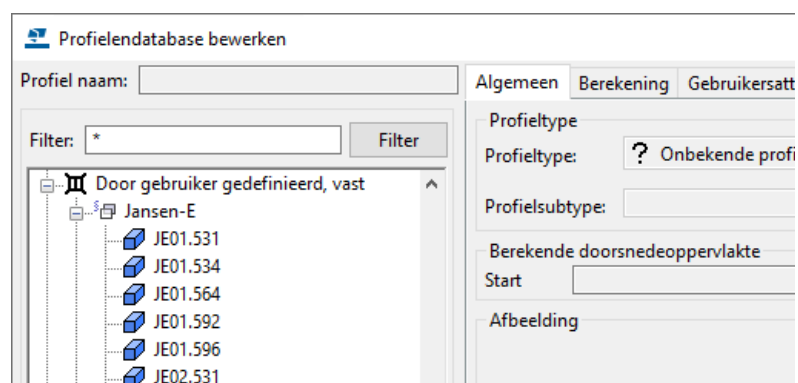 Profielendatabase bewerken
Profiel naam:
Filter: * Filter
Door gebruiker gedefinieerd, vast
§ Jansen-E
JE01.531
JE01.534
JE01.564
JE01.592
JE01.596
JE02.531
Algemeen Berekening Gebruikersatt
Profieltype
Profieltype: ? Onbekende profi
Profielsubtype:
Berekende doorsnedeoppervlakte
Start
Afbeelding